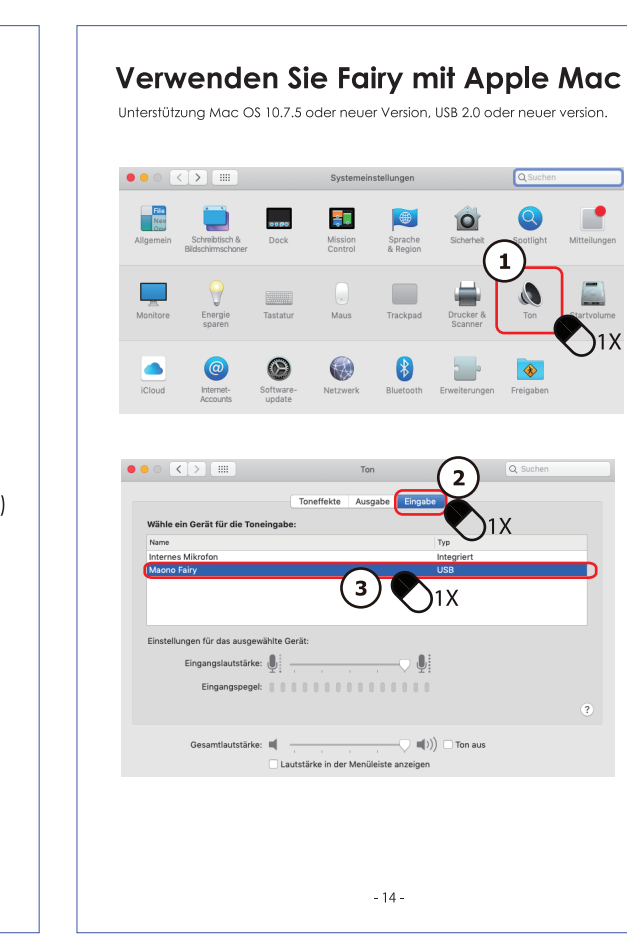 )
Verwenden Sie Fairy mit Apple Mac
Unterstützung Mac OS 10.7.5 oder neuer Version, USB 2.0 oder neuer version.
Systemeinstellungen
Suchen
File
New
Allgemein
Schreibtisch &
Bildschirmschoner
Dock
Mission
Control
Sprache
& Region
Sicherheit
Spotlight
Mitteilungen
1
Monitore
Energie
sparen
Tastatur
Maus
Trackpad
Drucker &
Scanner
Ton
Startvolume
1X
@
iCloud
Internet-
Accounts
Software-
update
Netzwerk
Bluetooth
Erweiterungen
Freigaben
Ton
Suchen
2
Toneffekte Ausgabe Eingabe
1X
Wähle ein Gerät für die Toneingabe:
Name Typ
Internes Mikrofon Integriert
Maono Fairy USB
3
1X
Einstellungen für das ausgewählte Gerät:
Eingangslautstärke:
Eingangspegel:
?
Gesamtlautstärke: Ton aus
Lautstärke in der Menüleiste anzeigen
- 14 -